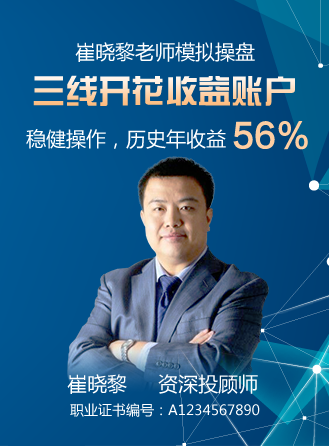 崔晓黎老师模拟操盘
三线开花收益账户
稳健操作，历史年收益 56%
崔晓黎 资深投顾师
职业证书编号：A1234567890